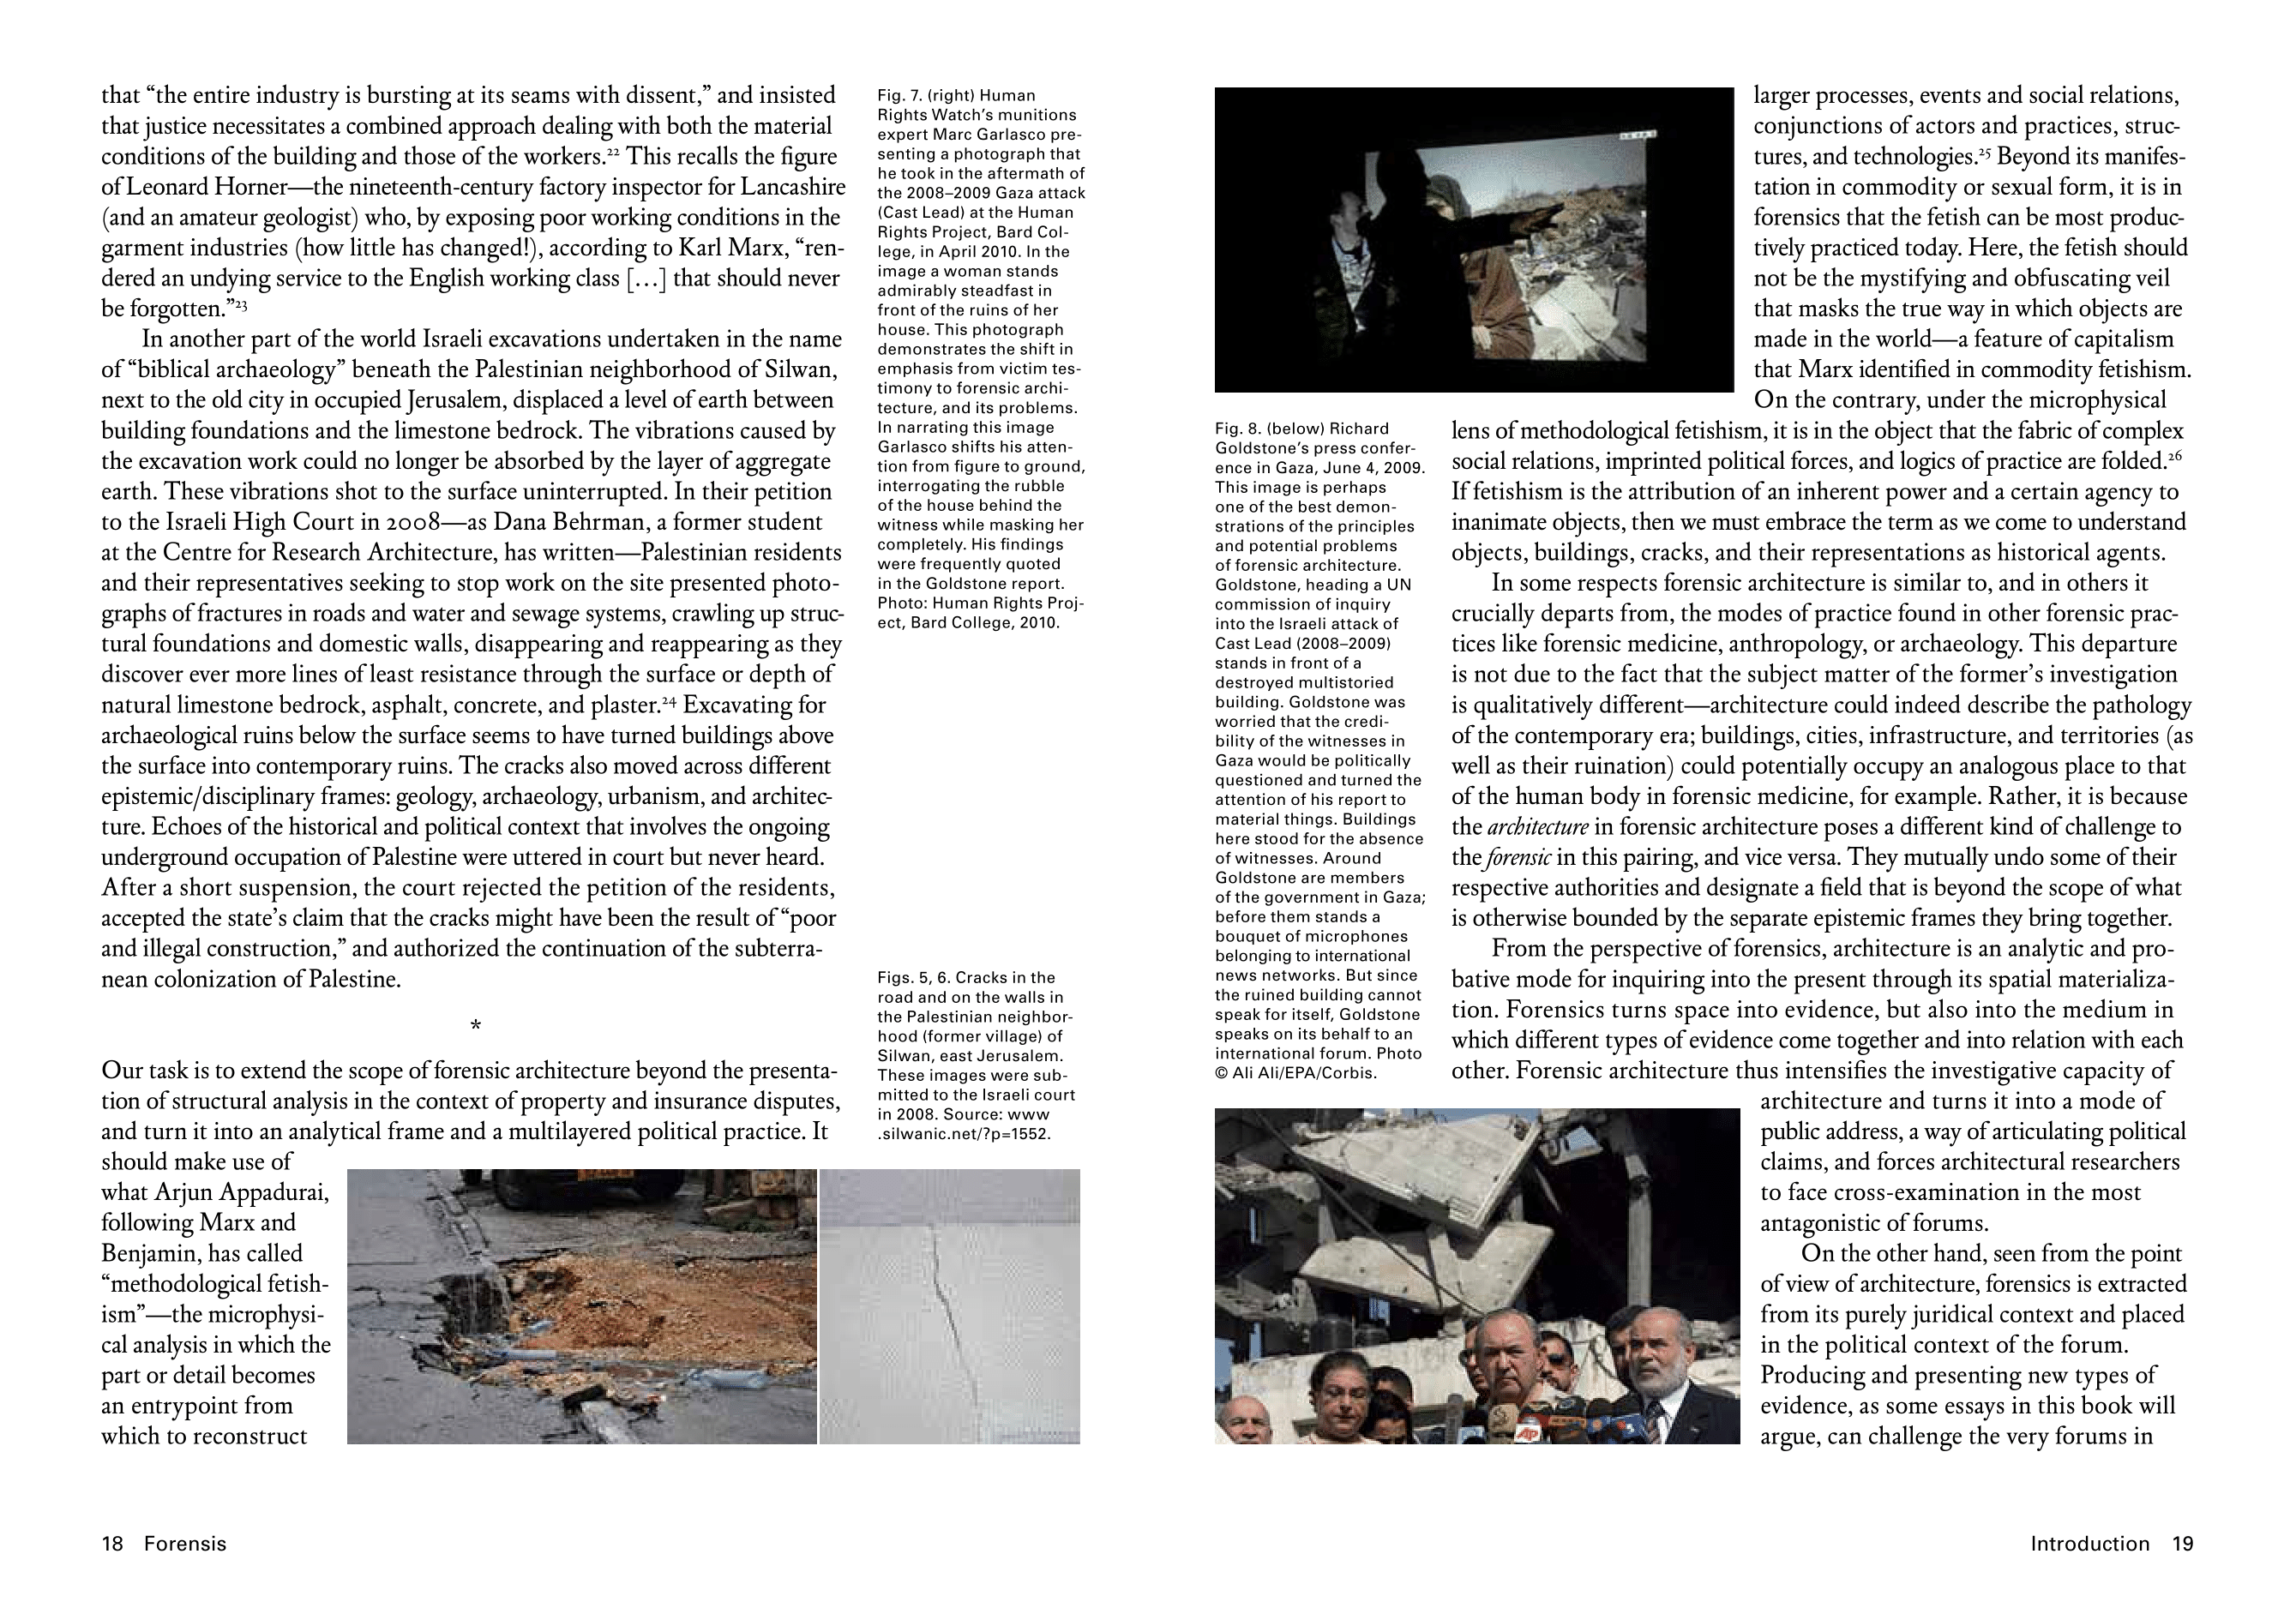 that “the entire industry is bursting at its seams with dissent,” and insisted
that justice necessitates a combined approach dealing with both the material
conditions of the building and those of the workers.²² This recalls the figure
of Leonard Horner—the nineteenth-century factory inspector for Lancashire
(and an amateur geologist) who, by exposing poor working conditions in the
garment industries (how little has changed!), according to Karl Marx, “ren-
dered an undying service to the English working class […] that should never
be forgotten.”²³
In another part of the world Israeli excavations undertaken in the name
of “biblical archaeology” beneath the Palestinian neighborhood of Silwan,
next to the old city in occupied Jerusalem, displaced a level of earth between
building foundations and the limestone bedrock. The vibrations caused by
the excavation work could no longer be absorbed by the layer of aggregate
earth. These vibrations shot to the surface uninterrupted. In their petition
to the Israeli High Court in 2008—as Dana Behrman, a former student
at the Centre for Research Architecture, has written—Palestinian residents
and their representatives seeking to stop work on the site presented photo-
graphs of fractures in roads and water and sewage systems, crawling up struc-
tural foundations and domestic walls, disappearing and reappearing as they
discover ever more lines of least resistance through the surface or depth of
natural limestone bedrock, asphalt, concrete, and plaster.²⁴ Excavating for
archaeological ruins below the surface seems to have turned buildings above
the surface into contemporary ruins. The cracks also moved across different
epistemic/disciplinary frames: geology, archaeology, urbanism, and architec-
ture. Echoes of the historical and political context that involves the ongoing
underground occupation of Palestine were uttered in court but never heard.
After a short suspension, the court rejected the petition of the residents,
accepted the state’s claim that the cracks might have been the result of “poor
and illegal construction,” and authorized the continuation of the subterra-
nean colonization of Palestine.
*
Our task is to extend the scope of forensic architecture beyond the presenta-
tion of structural analysis in the context of property and insurance disputes,
and turn it into an analytical frame and a multilayered political practice. It
should make use of
what Arjun Appadurai,
following Marx and
Benjamin, has called
“methodological fetish-
ism”—the microphysi-
cal analysis in which the
part or detail becomes
an entrypoint from
which to reconstruct
Fig. 7. (right) Human
Rights Watch’s munitions
expert Marc Garlasco pre-
senting a photograph that
he took in the aftermath of
the 2008–2009 Gaza attack
(Cast Lead) at the Human
Rights Project, Bard Col-
lege, in April 2010. In the
image a woman stands
admirably steadfast in
front of the ruins of her
house. This photograph
demonstrates the shift in
emphasis from victim tes-
timony to forensic archi-
tecture, and its problems.
In narrating this image
Garlasco shifts his atten-
tion from figure to ground,
interrogating the rubble
of the house behind the
witness while masking her
completely. His findings
were frequently quoted
in the Goldstone report.
Photo: Human Rights Proj-
ect, Bard College, 2010.
Figs. 5, 6. Cracks in the
road and on the walls in
the Palestinian neighbor-
hood (former village) of
Silwan, east Jerusalem.
These images were sub-
mitted to the Israeli court
in 2008. Source: www
.silwanic.net/?p=1552.
18 Forensis
Fig. 8. (below) Richard
Goldstone’s press confer-
ence in Gaza, June 4, 2009.
This image is perhaps
one of the best demon-
strations of the principles
and potential problems
of forensic architecture.
Goldstone, heading a UN
commission of inquiry
into the Israeli attack of
Cast Lead (2008–2009)
stands in front of a
destroyed multistoried
building. Goldstone was
worried that the credi-
bility of the witnesses in
Gaza would be politically
questioned and turned the
attention of his report to
material things. Buildings
here stood for the absence
of witnesses. Around
Goldstone are members
of the government in Gaza;
before them stands a
bouquet of microphones
belonging to international
news networks. But since
the ruined building cannot
speak for itself, Goldstone
speaks on its behalf to an
international forum. Photo
© Ali Ali/EPA/Corbis.
larger processes, events and social relations,
conjunctions of actors and practices, struc-
tures, and technologies.²⁵ Beyond its manifes-
tation in commodity or sexual form, it is in
forensics that the fetish can be most produc-
tively practiced today. Here, the fetish should
not be the mystifying and obfuscating veil
that masks the true way in which objects are
made in the world—a feature of capitalism
that Marx identified in commodity fetishism.
On the contrary, under the microphysical
lens of methodological fetishism, it is in the object that the fabric of complex
social relations, imprinted political forces, and logics of practice are folded.²⁶
If fetishism is the attribution of an inherent power and a certain agency to
inanimate objects, then we must embrace the term as we come to understand
objects, buildings, cracks, and their representations as historical agents.
In some respects forensic architecture is similar to, and in others it
crucially departs from, the modes of practice found in other forensic prac-
tices like forensic medicine, anthropology, or archaeology. This departure
is not due to the fact that the subject matter of the former’s investigation
is qualitatively different—architecture could indeed describe the pathology
of the contemporary era; buildings, cities, infrastructure, and territories (as
well as their ruination) could potentially occupy an analogous place to that
of the human body in forensic medicine, for example. Rather, it is because
the architecture in forensic architecture poses a different kind of challenge to
the forensic in this pairing, and vice versa. They mutually undo some of their
respective authorities and designate a field that is beyond the scope of what
is otherwise bounded by the separate epistemic frames they bring together.
From the perspective of forensics, architecture is an analytic and pro-
bative mode for inquiring into the present through its spatial materializa-
tion. Forensics turns space into evidence, but also into the medium in
which different types of evidence come together and into relation with each
other. Forensic architecture thus intensifies the investigative capacity of
architecture and turns it into a mode of
public address, a way of articulating political
claims, and forces architectural researchers
to face cross-examination in the most
antagonistic of forums.
On the other hand, seen from the point
of view of architecture, forensics is extracted
from its purely juridical context and placed
in the political context of the forum.
Producing and presenting new types of
evidence, as some essays in this book will
argue, can challenge the very forums in
AP
Introduction 19